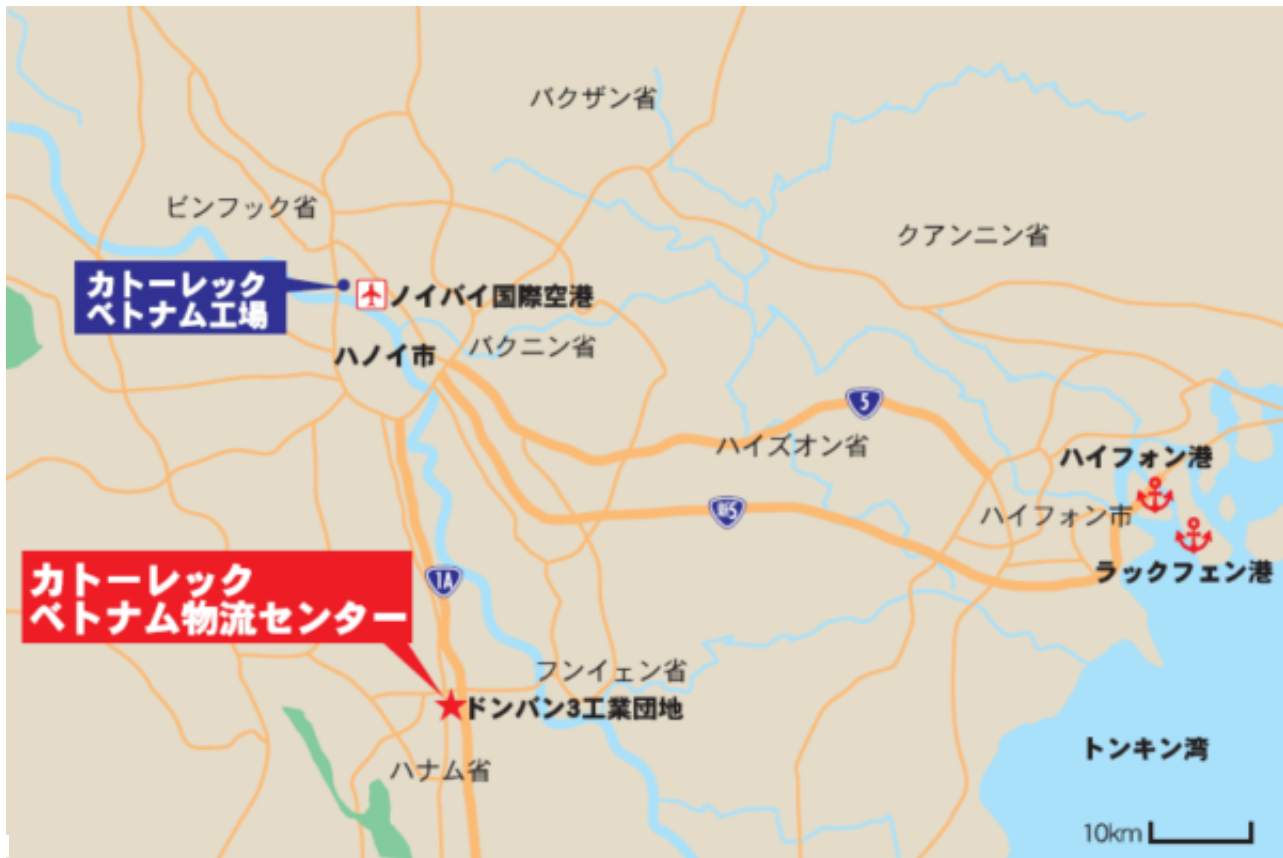 バクザン省
ビンフック省
クアンニン省
カトーレック
ベトナム工場
ノイバイ国際空港
ハノイ市
バクニン省
5
ハイズオン省
ハイフォン港
新5
ハイフォン市
ラックフェン港
カトーレック
ベトナム物流センター
1A
フンイェン省
ドンバン3工業団地
トンキン湾
ハナム省
10km